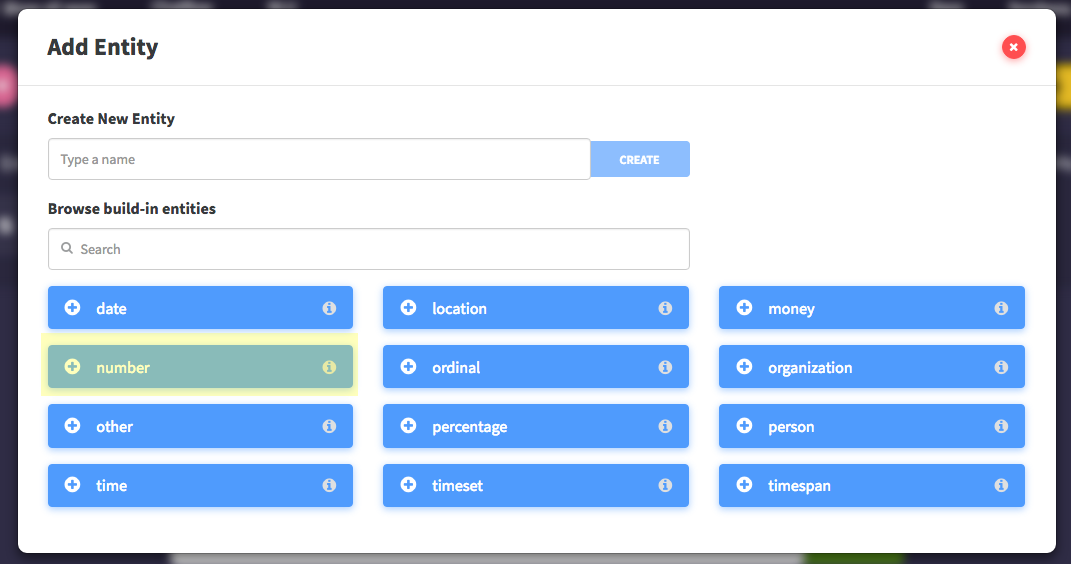 Add Entity
Create New Entity
Type a name
CREATE
Browse build-in entities
Search
date
location
money
number
ordinal
organization
other
percentage
person
time
timeset
timespan